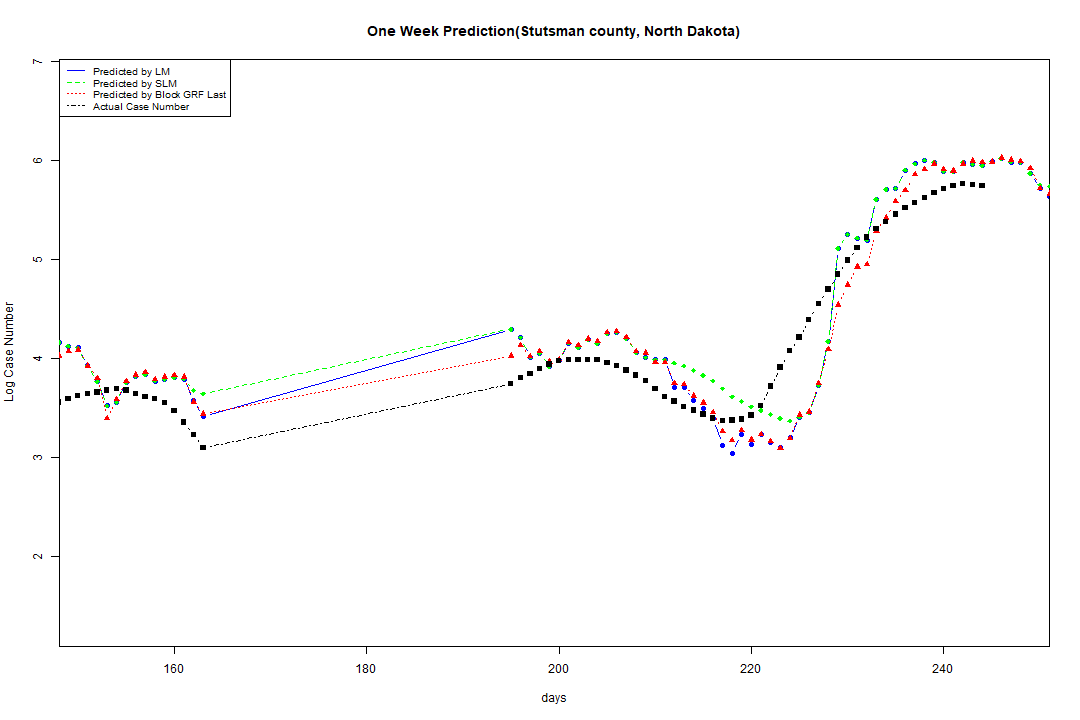 One Week Prediction(Stutsman county, North Dakota)
Predicted by LM
Predicted by SLM
Predicted by Block GRF Last
Actual Case Number
7
6
5
4
3
2
Log Case Number
160
180
200
220
240
days